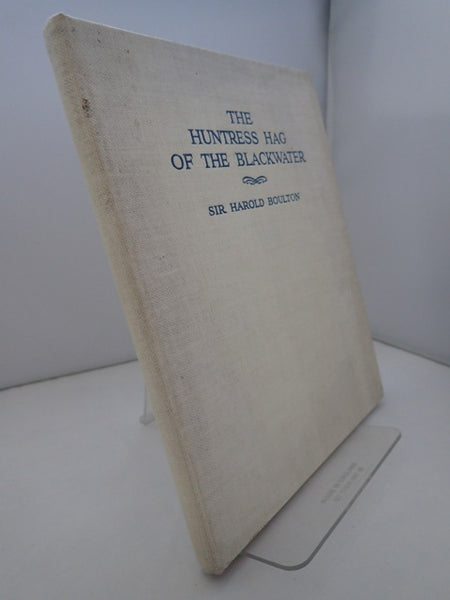 THE
HUNTRESS HAG
OF THE BLACKWATER
SIR HAROLD BOULTON